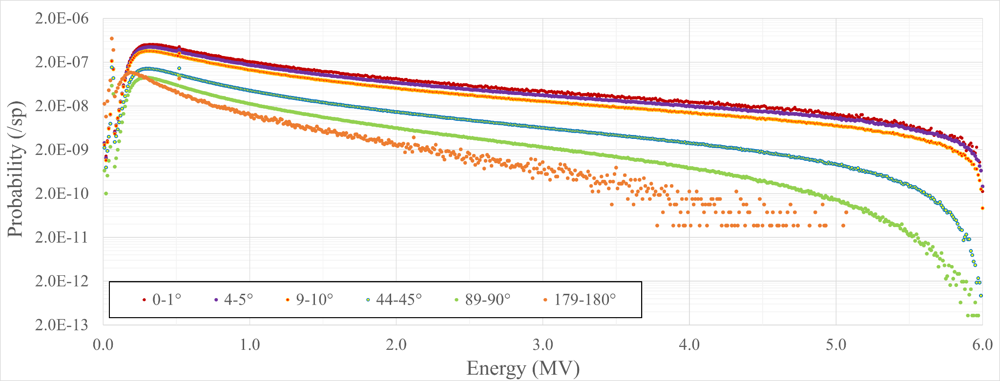 2.0E-06
2.0E-07
2.0E-08
2.0E-09
2.0E-10
2.0E-11
2.0E-12
2.0E-13
Probability (/sp)
0-1° 4-5° 9-10° 44-45° 89-90° 179-180°
0.0 1.0 2.0 3.0 4.0 5.0 6.0
Energy (MV)